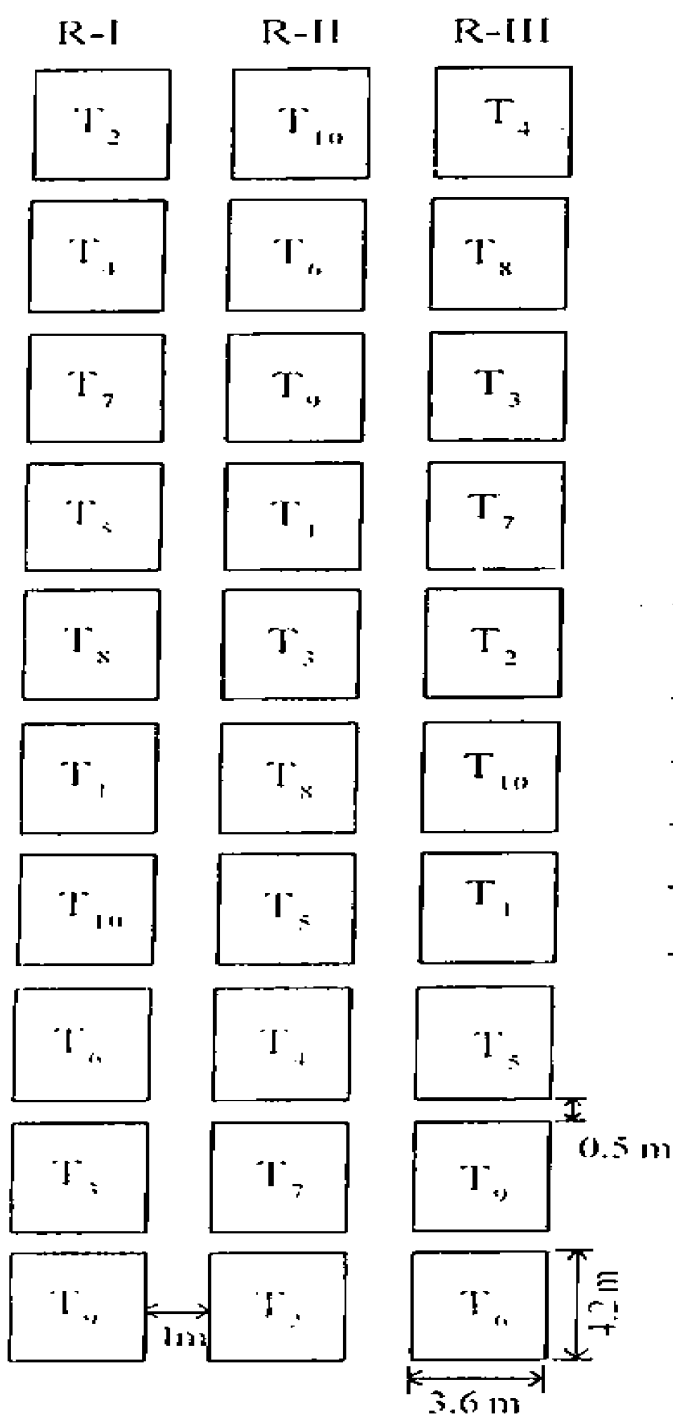 R-I R-II R-III
T2 T10 T4
T4 T6 T8
T7 T9 T3
T5 T1 T7
T8 T3 T2
T1 T8 T10
T10 T5 T1
T6 T4 T5
0.5 m
T3 T7 T9
T9 T2 T6
1m
4.2 m
3.6 m